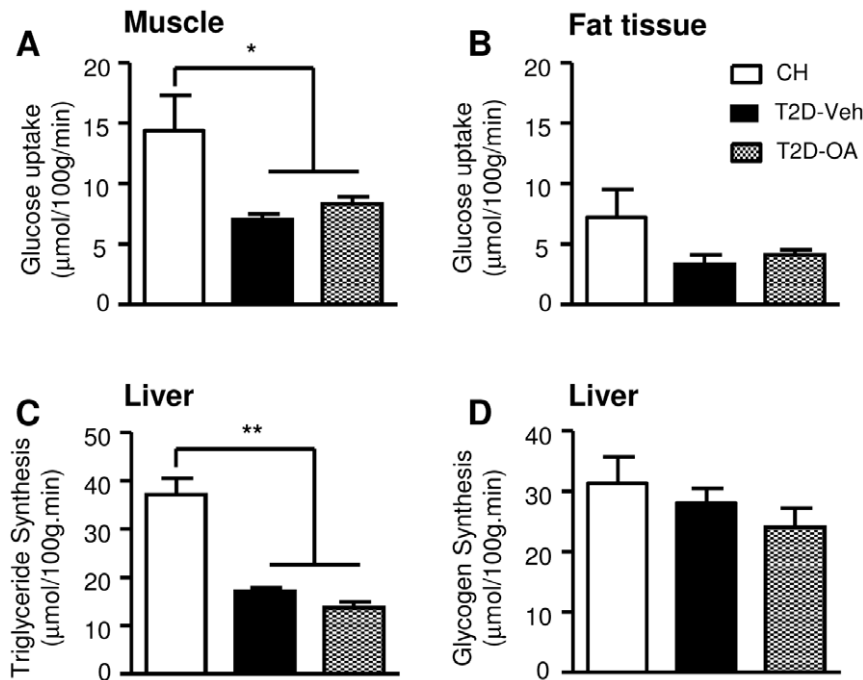 A
Muscle
*
Glucose uptake
(μmol/100g/min)
20
15
10
5
0
B
Fat tissue
Glucose uptake
(μmol/100g/min)
20
15
10
5
0
CH
T2D-Veh
T2D-OA
C
Liver
**
Triglyceride Synthesis
(μmol/100g.min)
50
40
30
20
10
0
D
Liver
Glycogen Synthesis
(μmol/100g.min)
40
30
20
10
0